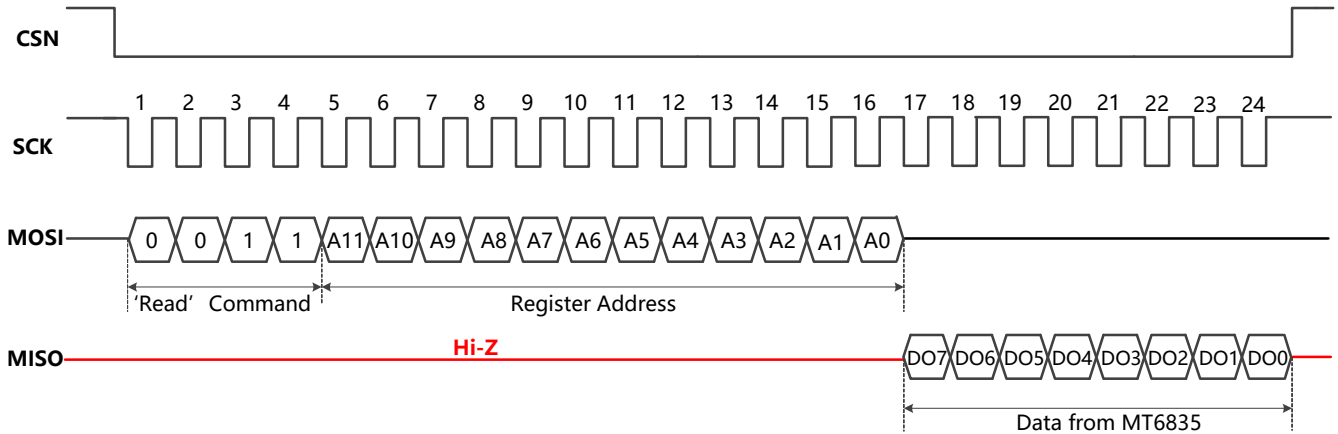 CSN
1 2 3 4 5 6 7 8 9 10 11 12 13 14 15 16 17 18 19 20 21 22 23 24
SCK
MOSI 0 0 1 1 A11 A10 A9 A8 A7 A6 A5 A4 A3 A2 A1 A0
‘Read’ Command Register Address
Hi-Z
MISO DO7 DO6 DO5 DO4 DO3 DO2 DO1 DO0
Data from MT6835